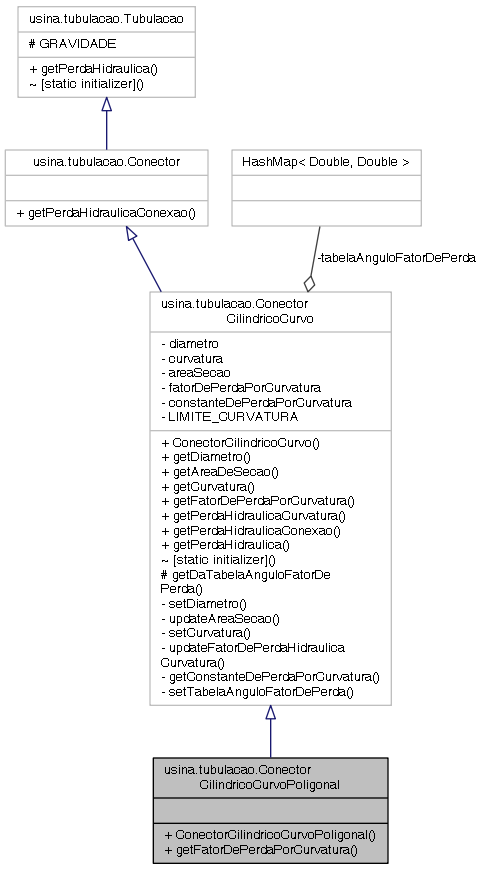 usina.tubulacao.Tubulacao
# GRAVIDADE
+ getPerdaHidraulica()
~ [static initializer]()
usina.tubulacao.Conector
+ getPerdaHidraulicaConexao()
HashMap< Double, Double >
-tabelaAnguloFatorDePerda
usina.tubulacao.Conector
CilindricoCurvo
- diametro
- curvatura
- areaSecao
- fatorDePerdaPorCurvatura
- constanteDePerdaPorCurvatura
- LIMITE_CURVATURA
+ ConectorCilindricoCurvo()
+ getDiametro()
+ getAreaDeSecao()
+ getCurvatura()
+ getFatorDePerdaPorCurvatura()
+ getPerdaHidraulicaCurvatura()
+ getPerdaHidraulicaConexao()
+ getPerdaHidraulica()
~ [static initializer]()
# getDaTabelaAnguloFatorDe
Perda()
- setDiametro()
- updateAreaSecao()
- setCurvatura()
- updateFatorDePerdaHidraulica
Curvatura()
- getConstanteDePerdaPorCurvatura()
- setTabelaAnguloFatorDePerda()
usina.tubulacao.Conector
CilindricoCurvoPoligonal
+ ConectorCilindricoCurvoPoligonal()
+ getFatorDePerdaPorCurvatura()